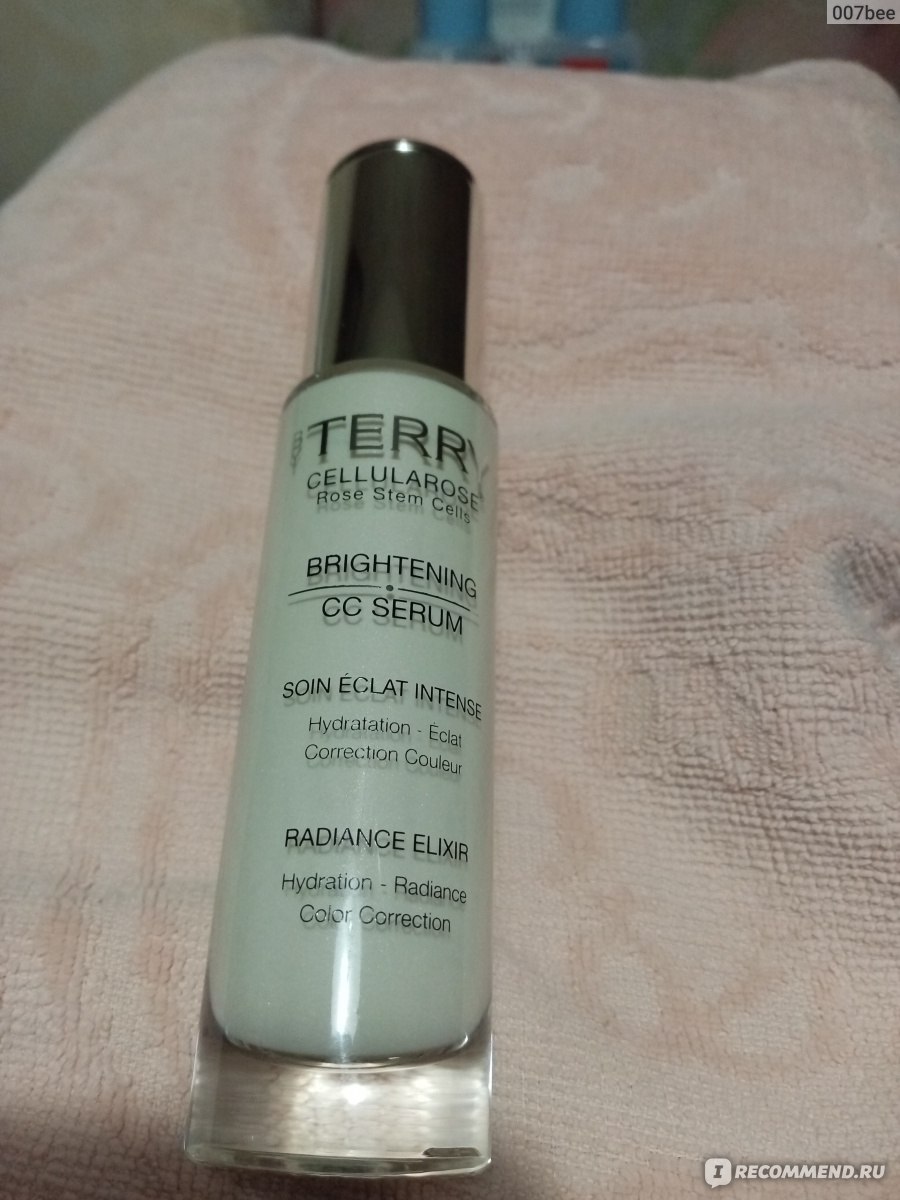 007bee
BY TERRY
CELLULAROSE
Rose Stem Cells
BRIGHTENING
CC SERUM
SOIN ÉCLAT INTENSE
Hydratation - Éclat
Correction Couleur
RADIANCE ELIXIR
Hydration - Radiance
Color Correction
I RECOMMEND.RU